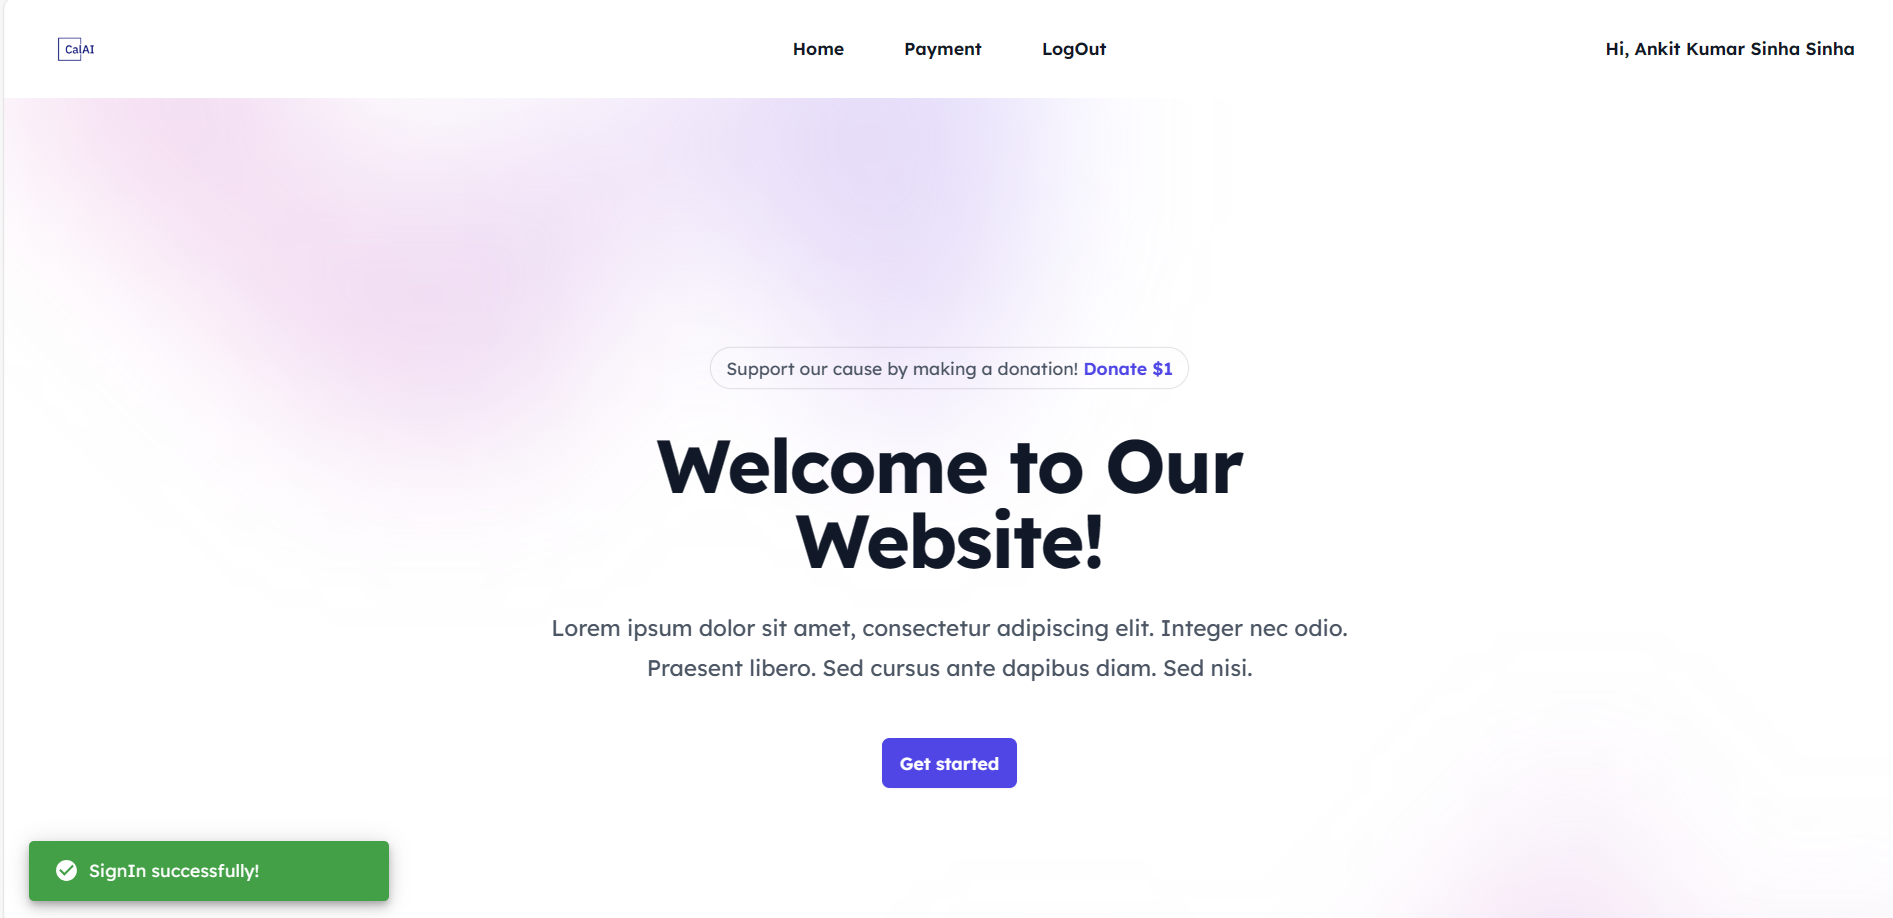 CalAI
Home Payment LogOut
Hi, Ankit Kumar Sinha Sinha
Support our cause by making a donation! Donate $1
Welcome to Our
Website!
Lorem ipsum dolor sit amet, consectetur adipiscing elit. Integer nec odio.
Praesent libero. Sed cursus ante dapibus diam. Sed nisi.
Get started
SignIn successfully!